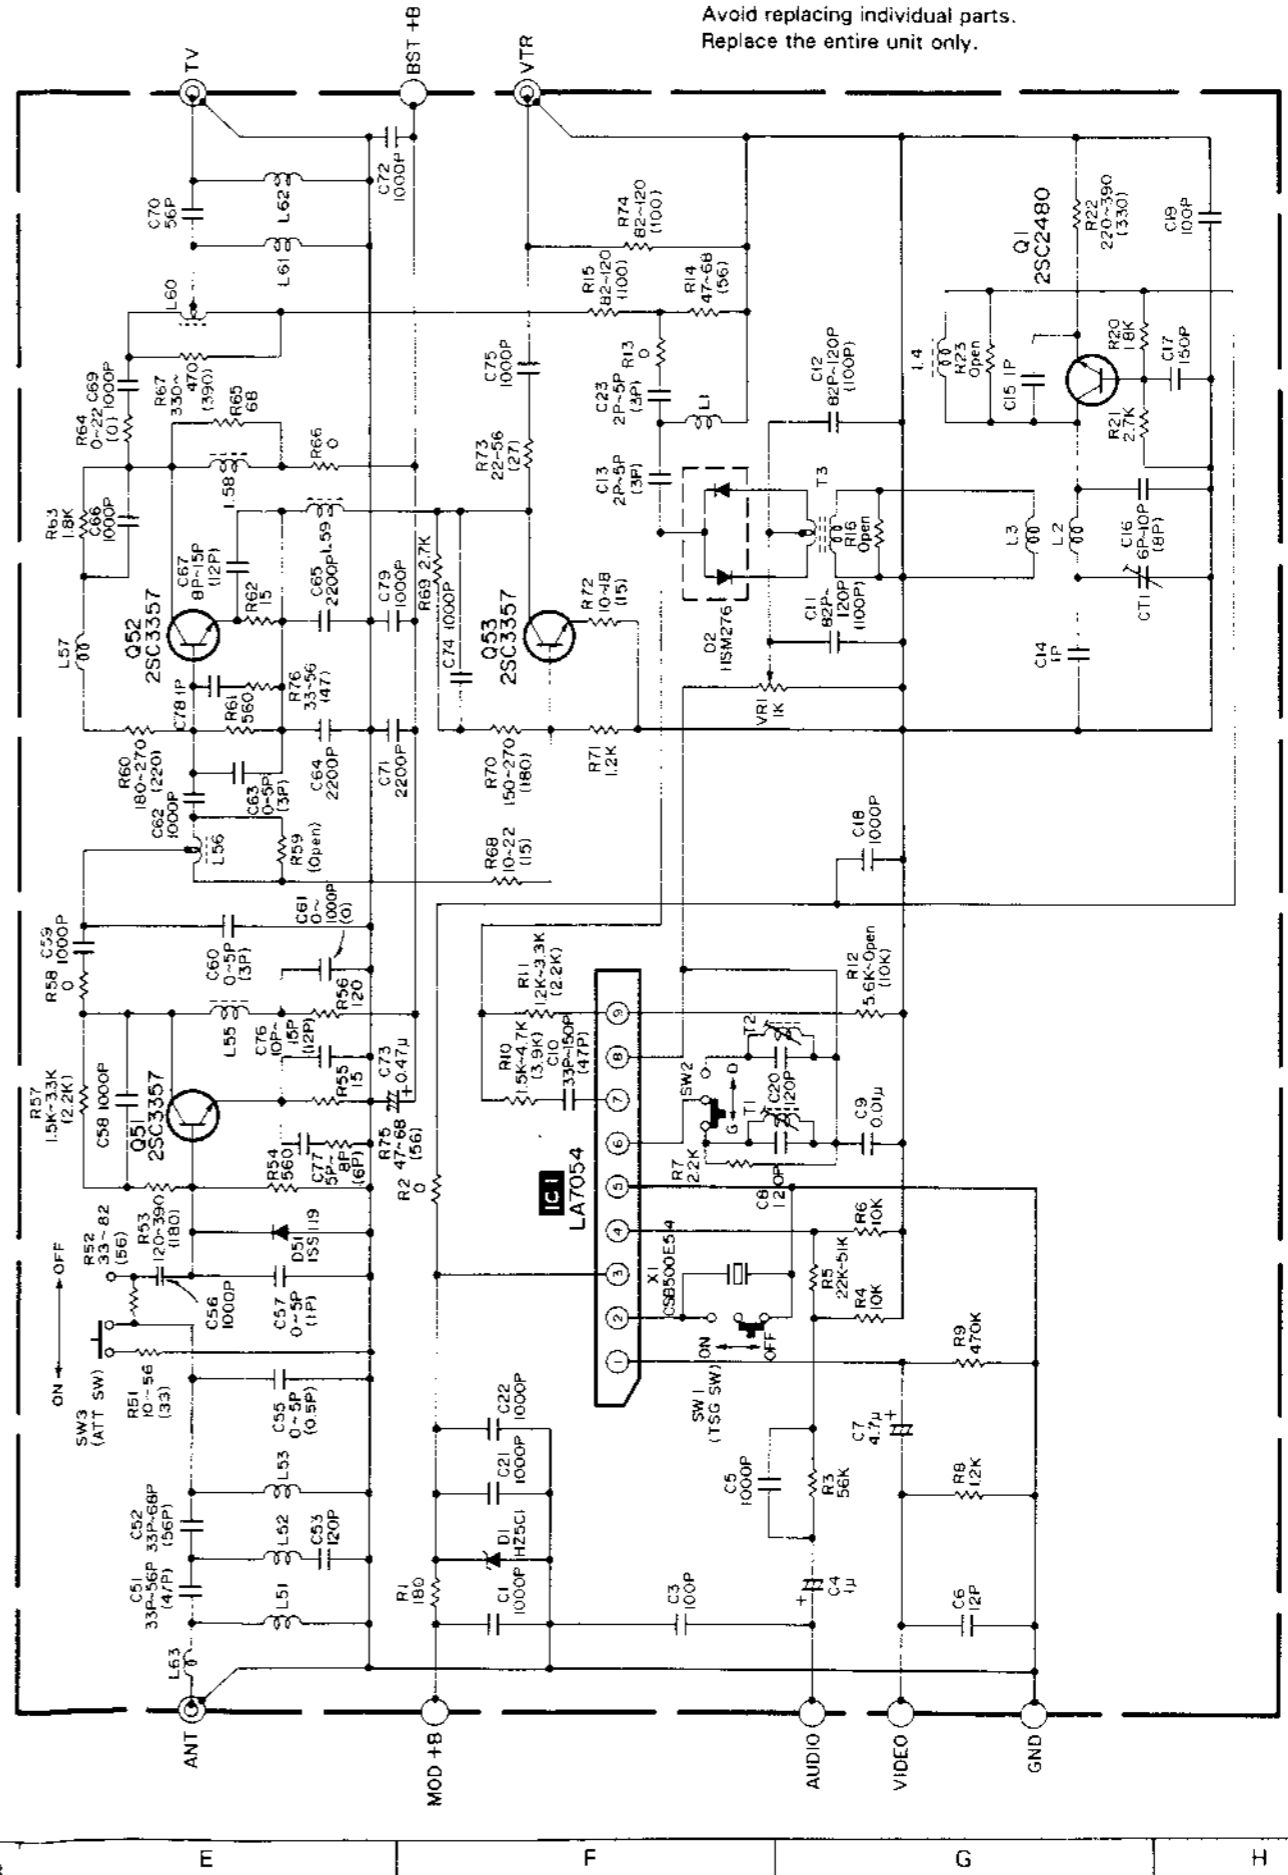 Avoid replacing individual parts.
Replace the entire unit only.
TV
BST +B
VTR
C70
56P
L62
L61
C72
1000P
R74
82~120
(100)
Q1
2SC2480
R22
220~390
(330)
C19
100P
L60
R15
82~120
(100)
R14
47~68
(56)
R64
0~22
(0)
C69
1000P
R67
330~
470
(390)
R65
68
R66
0
C75
1000P
R13
0
C23
2P~5P
(3P)
L1
C12
82P~120P
(100P)
L4
R23
Open
C15 1P
R20
1.8K
C17
150P
R63
1.8K
C66
1000P
L58
R73
22~56
(27)
C13
2P~5P
(3P)
T3
R16
Open
R21
2.7K
L57
Q52
2SC3357
C67
8P~15P
(12P)
R62
15
C65
2200P
L59
C79
1000P
R69 2.7K
C74 1000P
Q53
2SC3357
R72
10~18
(15)
D2
HSM276
C11
82P~
120P
(100P)
L3
L2
C16
6P~10P
(8P)
CT1
C14
1P
VR1
1K
C78 1P
R61
560
R76
33~56
(47)
R60
180~270
(220)
C62
1000P
C63
0~5P
(3P)
C64
2200P
C71
2200P
R70
150~270
(180)
R71
1.2K
L56
R59
(Open)
R68
10~22
(15)
C18
1000P
C59
1000P
R58
0
C60
0~5P
(3P)
C61
0~
1000P
(0)
L55
C76
10P~
15P
(12P)
R56
120
R11
1.2K~3.3K
(2.2K)
R10
1.5K~4.7K
(3.9K)
C10
33P~150P
(47P)
R12
5.6K~Open
(10K)
R57
1.5K~3.3K
(2.2K)
C58 1000P
Q51
2SC3357
R55
15
C73
0.47μ
+
R75
47~68
(56)
R54
560
C77
5P~
8P
(6P)
R2
0
IC1
LA7054
9
8
7
6
5
4
3
2
1
SW2
G
D
T2
C20
120P
T1
C9
0.01μ
R7
2.2K
C8
120P
R53
120~390
(180)
R52
33~82
(56)
D51
1SS119
C56
1000P
C57
0~5P
(1P)
ON
OFF
SW3
(ATT SW)
R51
10~56
(33)
C55
0~5P
(0.5P)
X1
CSB500E54
R6
10K
R5
22K~51K
R4
10K
ON
OFF
SW1
(TSG SW)
R9
470K
C22
1000P
C21
1000P
C7
4.7μ
+
C5
1000P
R3
56K
R8
1.2K
C52
33P~68P
(56P)
L53
L52
C53
120P
C51
33P~56P
(47P)
L51
L63
D1
HZ5C1
R1
180
C1
1000P
C3
100P
C4
1μ
+
C6
12P
ANT
MOD +B
AUDIO
VIDEO
GND
E
F
G
H